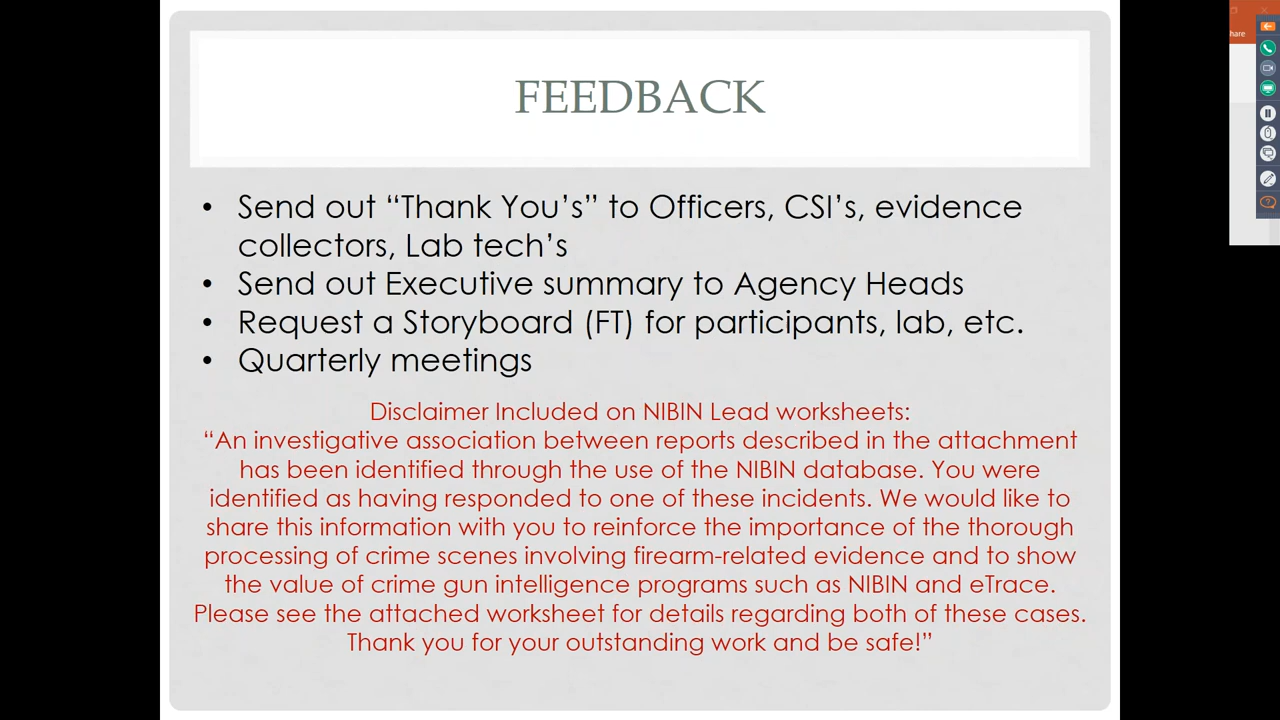 FEEDBACK
• Send out “Thank You’s” to Officers, CSI’s, evidence
collectors, Lab tech’s
• Send out Executive summary to Agency Heads
• Request a Storyboard (FT) for participants, lab, etc.
• Quarterly meetings
Disclaimer Included on NIBIN Lead worksheets:
“An investigative association between reports described in the attachment
has been identified through the use of the NIBIN database. You were
identified as having responded to one of these incidents. We would like to
share this information with you to reinforce the importance of the thorough
processing of crime scenes involving firearm-related evidence and to show
the value of crime gun intelligence programs such as NIBIN and eTrace.
Please see the attached worksheet for details regarding both of these cases.
Thank you for your outstanding work and be safe!”
hare